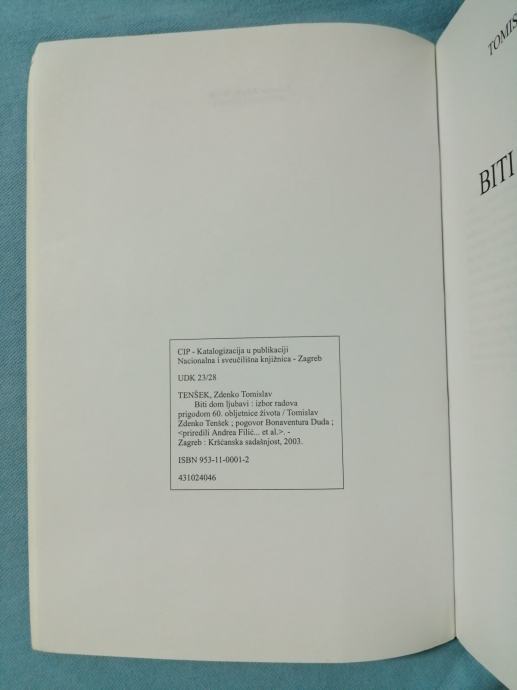 CIP - Katalogizacija u publikaciji
Nacionalna i sveučilišna knjižnica - Zagreb
UDK 23/28
TENŠEK, Zdenko Tomislav
Biti dom ljubavi : izbor radova
prigodom 60. obljetnice života / Tomislav
Zdenko Tenšek ; pogovor Bonaventura Duda ;
<priredili Andrea Filić... et al.>. -
Zagreb : Kršćanska sadašnjost, 2003.
ISBN 953-11-0001-2
431024046
TOMIS
BITI